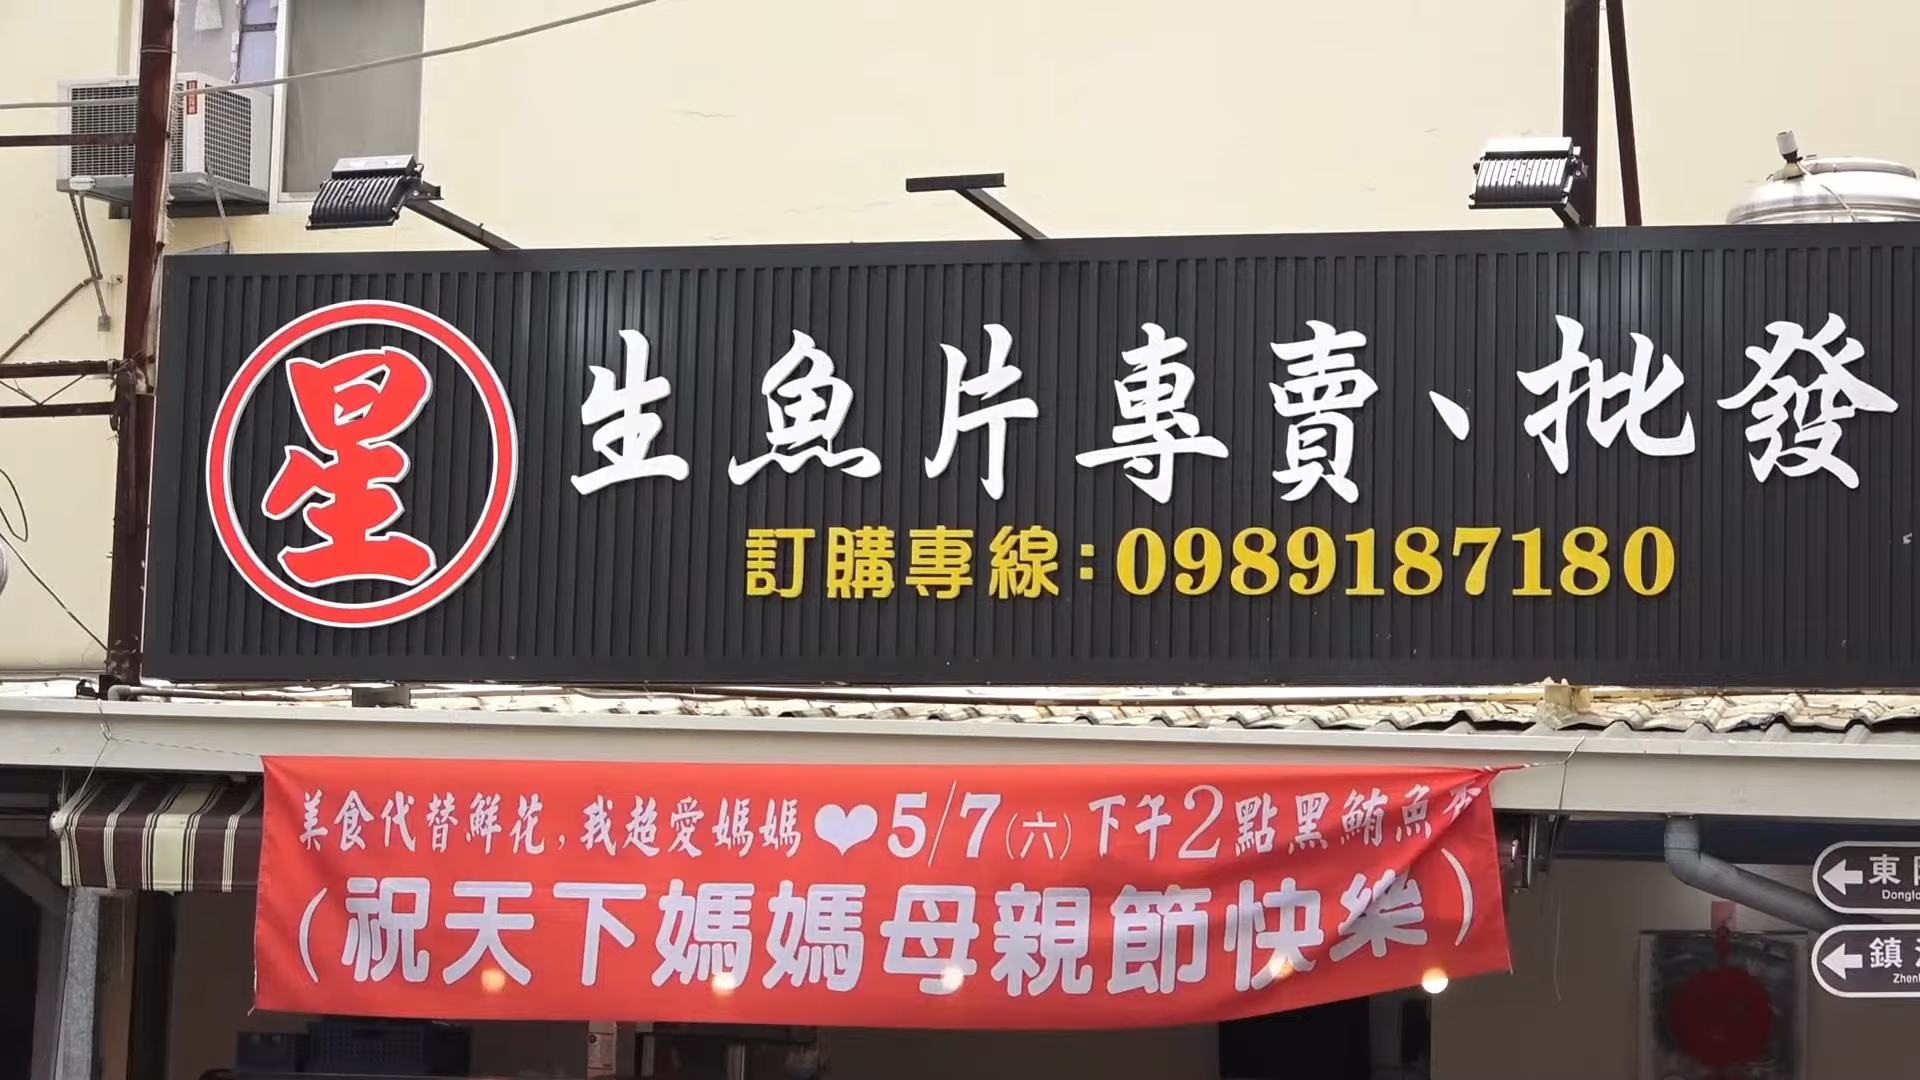 星
生魚片專賣、批發
訂購專線:0989187180
美食代替鮮花,我超愛媽媽❤5/7(六)下午2點黑鮪魚
(祝天下媽媽母親節快樂)
東
Donglo
鎮
Zhen